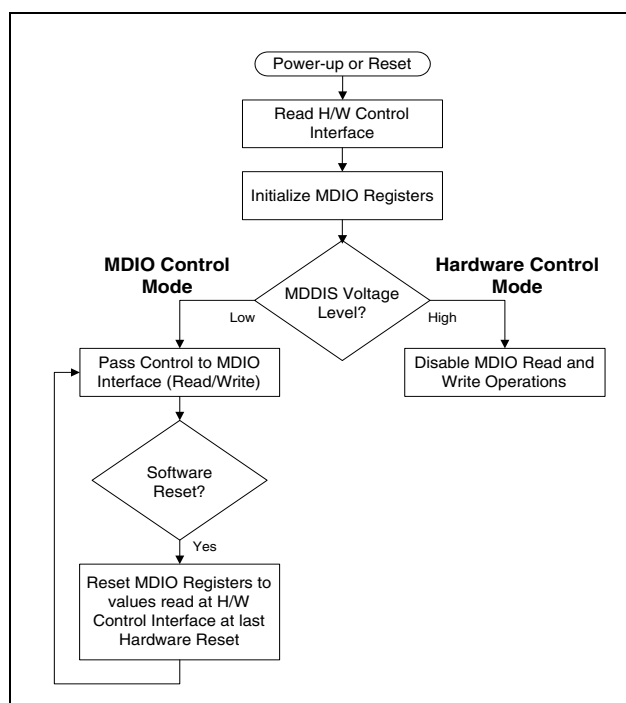 Power-up or Reset
Read H/W Control
Interface
Initialize MDIO Registers
MDIO Control
Mode
Hardware Control
Mode
MDDIS Voltage
Level?
Low
High
Pass Control to MDIO
Interface (Read/Write)
Disable MDIO Read and
Write Operations
Software
Reset?
Yes
Reset MDIO Registers to
values read at H/W
Control Interface at last
Hardware Reset